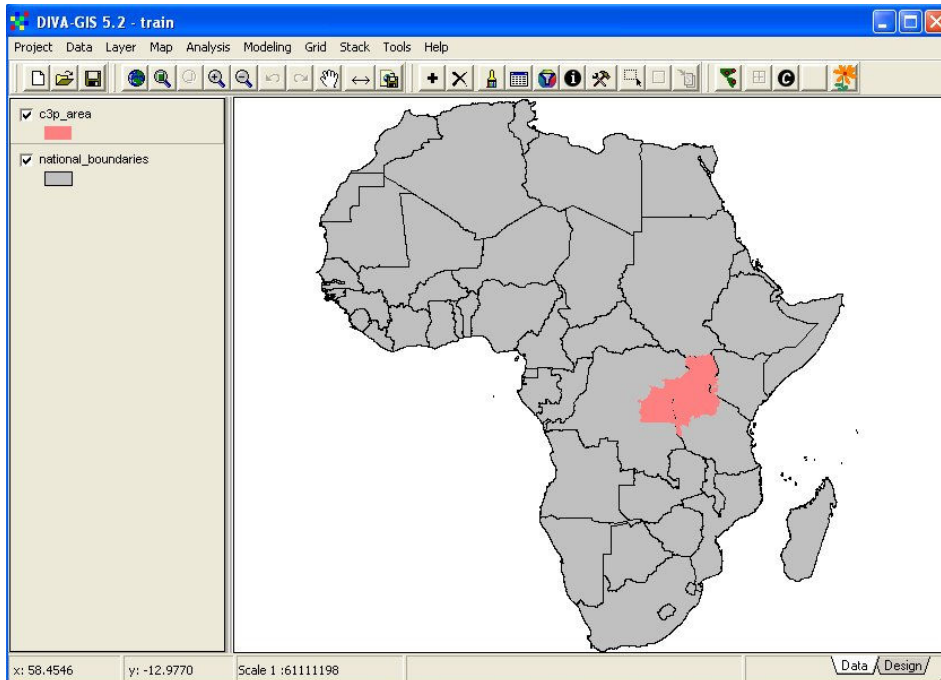 DIVA-GIS 5.2 - train
Project Data Layer Map Analysis Modeling Grid Stack Tools Help
c3p_area
national_boundaries
x: 58.4546 y: -12.9770 Scale 1 :61111198 Data Design